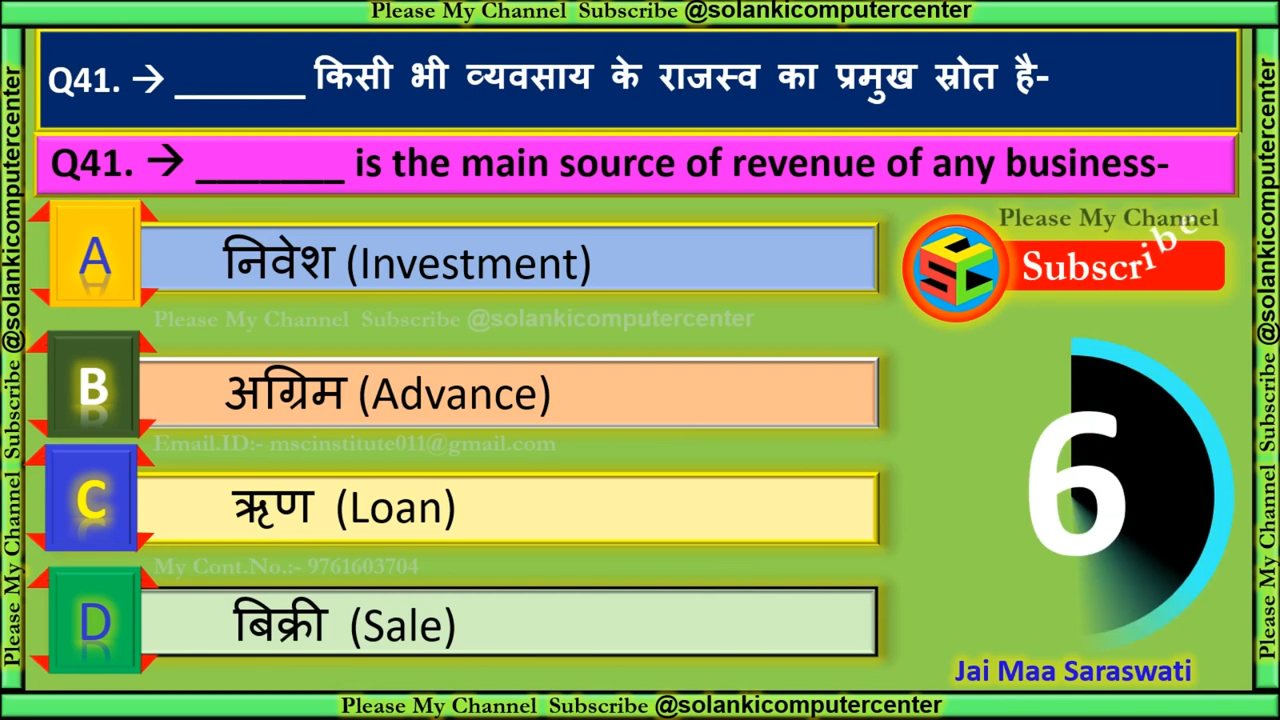 Please My Channel Subscribe @solankicomputercenter
Q41. → ______ किसी भी व्यवसाय के राजस्व का प्रमुख स्रोत है-
Q41. → _______ is the main source of revenue of any business-
A
निवेश (Investment)
Please My Channel
Subscribe
Please My Channel Subscribe @solankicomputercenter
B
अग्रिम (Advance)
Email.ID:- mscinstitute011@gmail.com
C
ऋण (Loan)
6
My Cont.No.:- 9761603704
D
बिक्री (Sale)
Jai Maa Saraswati
Please My Channel Subscribe @solankicomputercenter
Please My Channel Subscribe @solankicomputercenter
Please My Channel Subscribe @solankicomputercenter